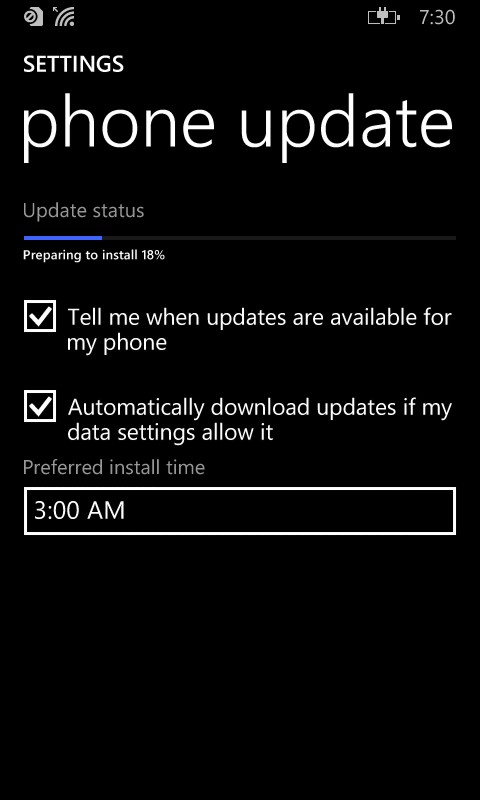 7:30
SETTINGS
phone update
Update status
Preparing to install 18%
Tell me when updates are available for
my phone
Automatically download updates if my
data settings allow it
Preferred install time
3:00 AM